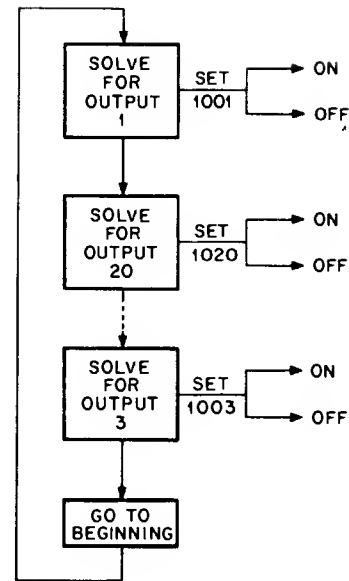 SOLVE
FOR
OUTPUT
1
SET
1001
ON
OFF
SOLVE
FOR
OUTPUT
20
SET
1020
ON
OFF
SOLVE
FOR
OUTPUT
3
SET
1003
ON
OFF
GO TO
BEGINNING